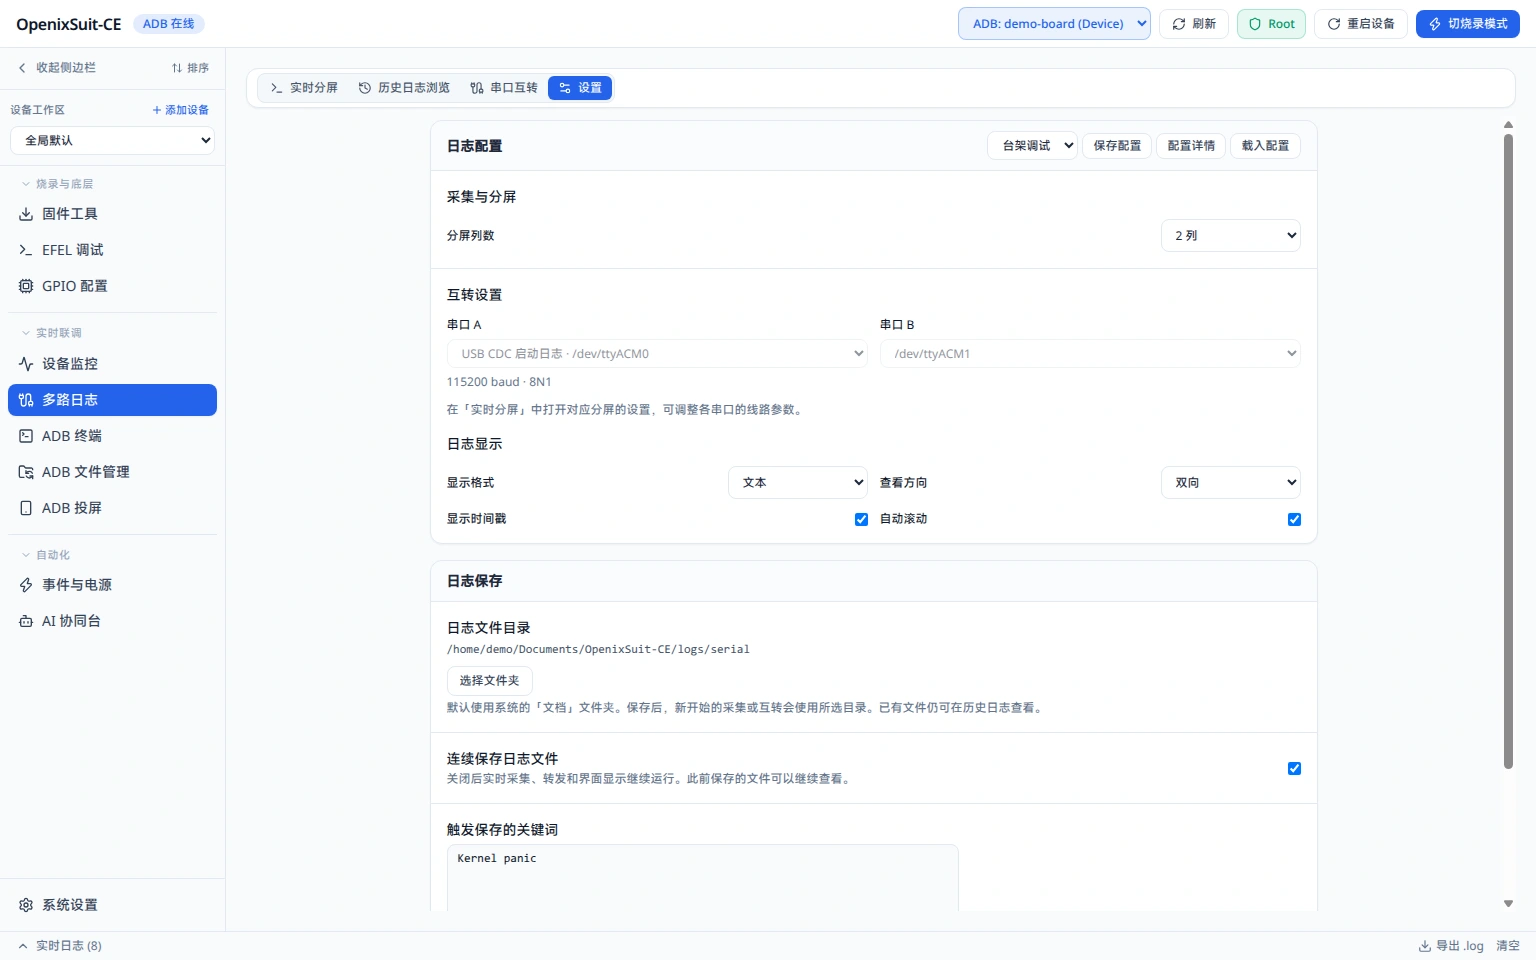 OpenixSuit-CE
ADB 在线
ADB: demo-board (Device)
刷新
Root
重启设备
切烧录模式
收起侧边栏
排序
设备工作区
添加设备
全局默认
烧录与底层
固件工具
EFEL 调试
GPIO 配置
实时联调
设备监控
多路日志
ADB 终端
ADB 文件管理
ADB 投屏
自动化
事件与电源
AI 协同台
系统设置
实时分屏
历史日志浏览
串口互转
设置
日志配置
台架调试
保存配置
配置详情
载入配置
采集与分屏
分屏列数
2 列
互转设置
串口 A
串口 B
USB CDC 启动日志 · /dev/ttyACM0
/dev/ttyACM1
115200 baud · 8N1
在「实时分屏」中打开对应分屏的设置，可调整各串口的线路参数。
日志显示
显示格式
文本
查看方向
双向
显示时间戳
自动滚动
日志保存
日志文件目录
/home/demo/Documents/OpenixSuit-CE/logs/serial
选择文件夹
默认使用系统的「文档」文件夹。保存后，新开始的采集或互转会使用所选目录。已有文件仍可在历史日志查看。
连续保存日志文件
关闭后实时采集、转发和界面显示继续运行。此前保存的文件可以继续查看。
触发保存的关键词
Kernel panic
实时日志 (8)
导出 .log
清空